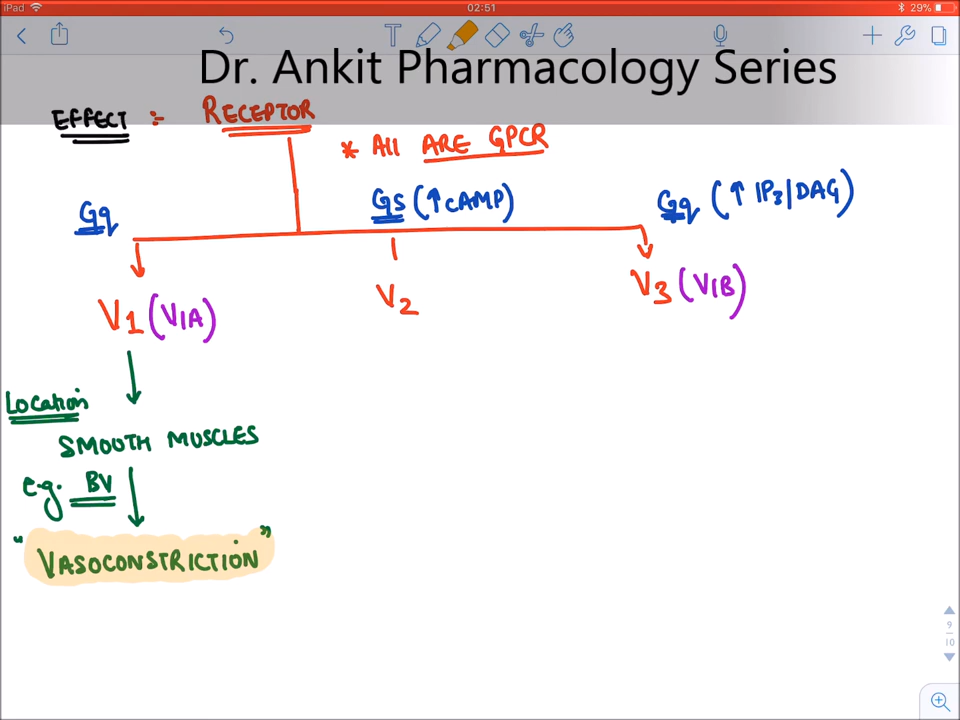 iPad 02:51 29%
Dr. Ankit Pharmacology Series
EFFECT :- RECEPTOR
* All ARE GPCR
Gq Gs (↑cAMP) Gq (↑ IP3/DAG)
V1 (V1A) V2 V3 (V1B)
Location
SMOOTH MUSCLES
e.g. BV
"VASOCONSTRICTION"
9
10